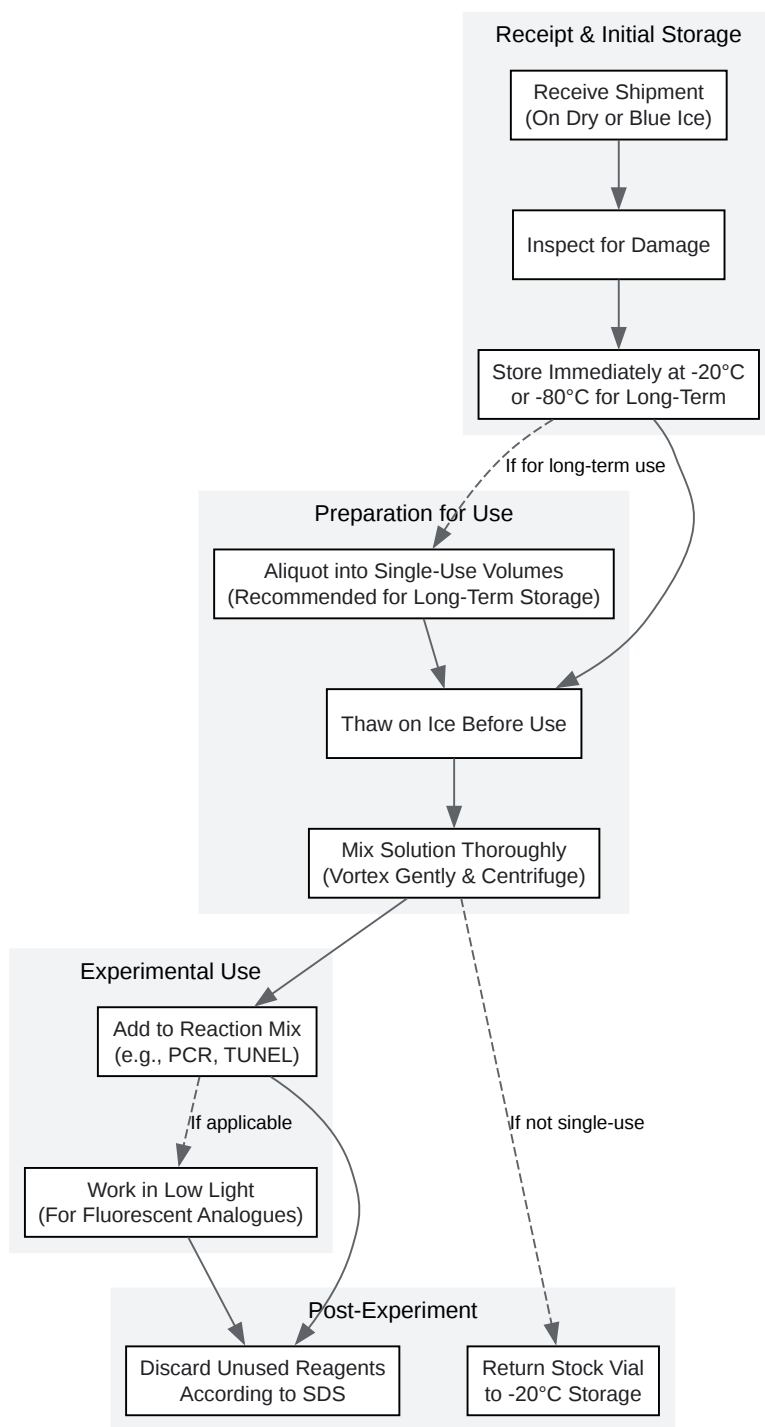 Receipt & Initial Storage
Receive Shipment
(On Dry or Blue Ice)
Inspect for Damage
Store Immediately at -20°C
or -80°C for Long-Term
If for long-term use
Preparation for Use
Aliquot into Single-Use Volumes
(Recommended for Long-Term Storage)
Thaw on Ice Before Use
Mix Solution Thoroughly
(Vortex Gently & Centrifuge)
Experimental Use
Add to Reaction Mix
(e.g., PCR, TUNEL)
If applicable
If not single-use
Work in Low Light
(For Fluorescent Analogues)
Post-Experiment
Discard Unused Reagents
According to SDS
Return Stock Vial
to -20°C Storage